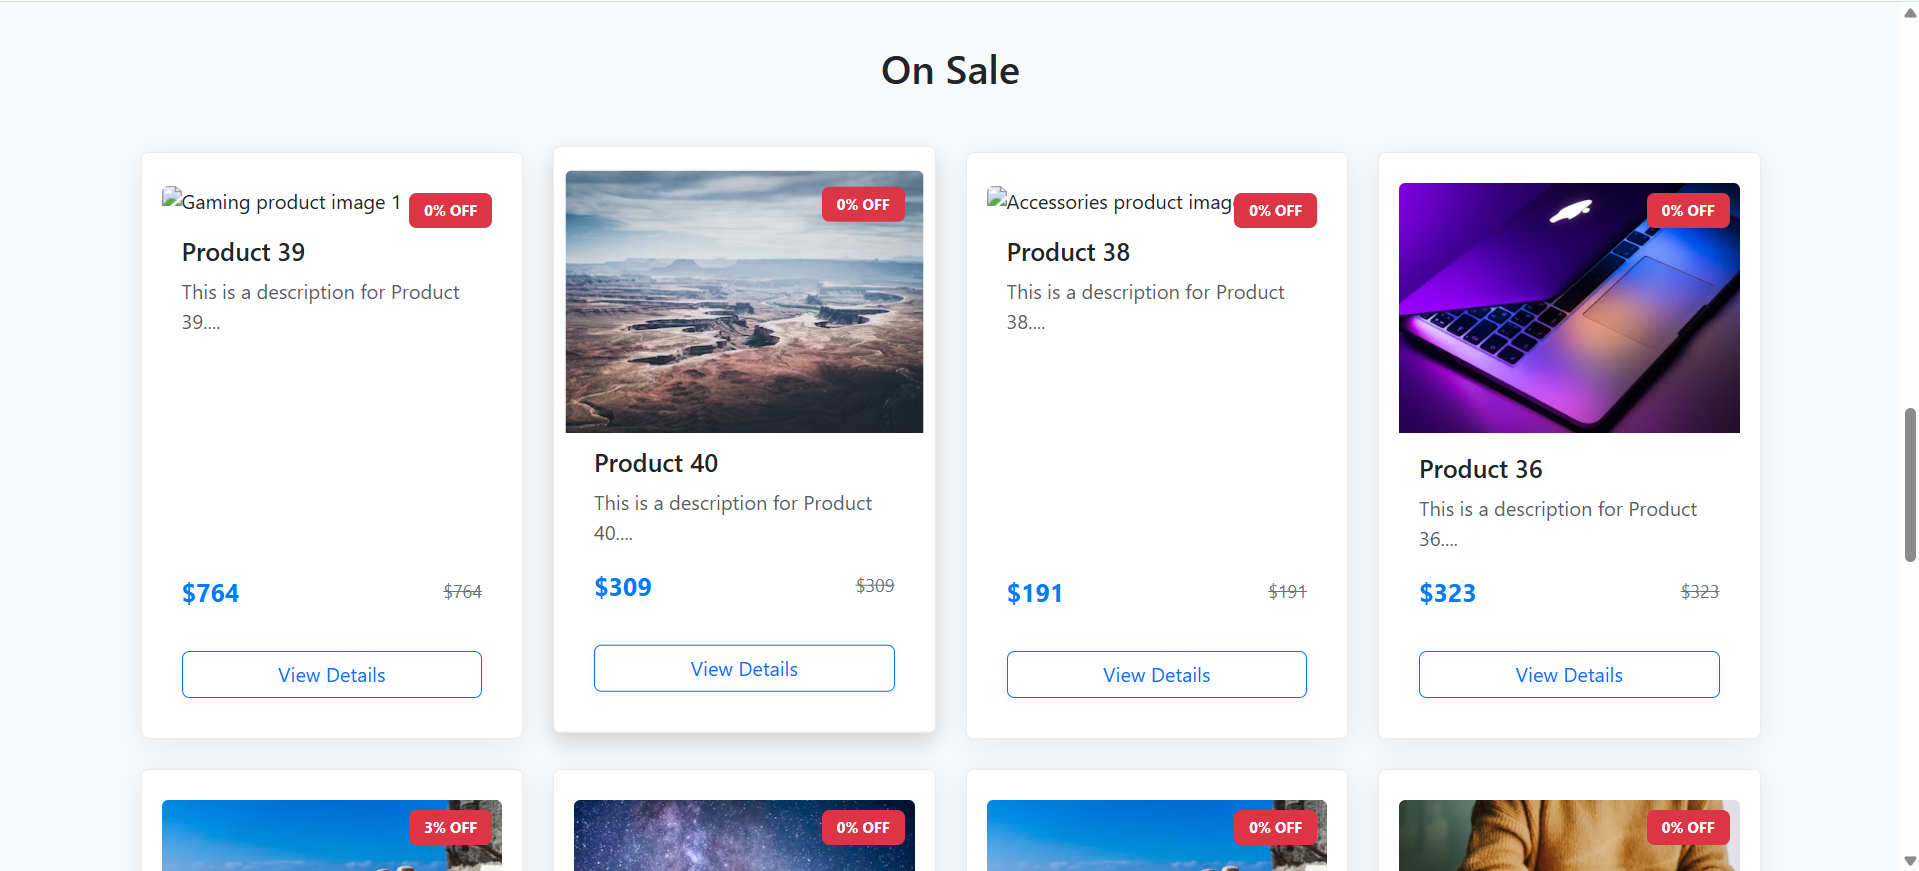 On Sale
Gaming product image 1
0% OFF
Product 39
This is a description for Product
39....
$764
$764
View Details
0% OFF
Product 40
This is a description for Product
40....
$309
$309
View Details
Accessories product imag
0% OFF
Product 38
This is a description for Product
38....
$191
$191
View Details
0% OFF
Product 36
This is a description for Product
36....
$323
$323
View Details
3% OFF
0% OFF
0% OFF
0% OFF